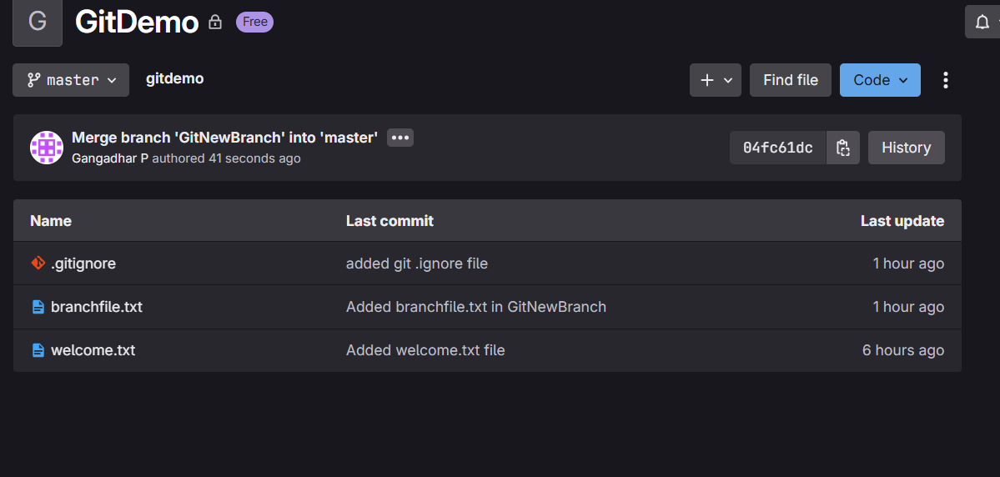 G GitDemo Free
master gitdemo Find file Code
Merge branch 'GitNewBranch' into 'master'
Gangadhar P authored 41 seconds ago
04fc61dc History
Name Last commit Last update
.gitignore added git .ignore file 1 hour ago
branchfile.txt Added branchfile.txt in GitNewBranch 1 hour ago
welcome.txt Added welcome.txt file 6 hours ago